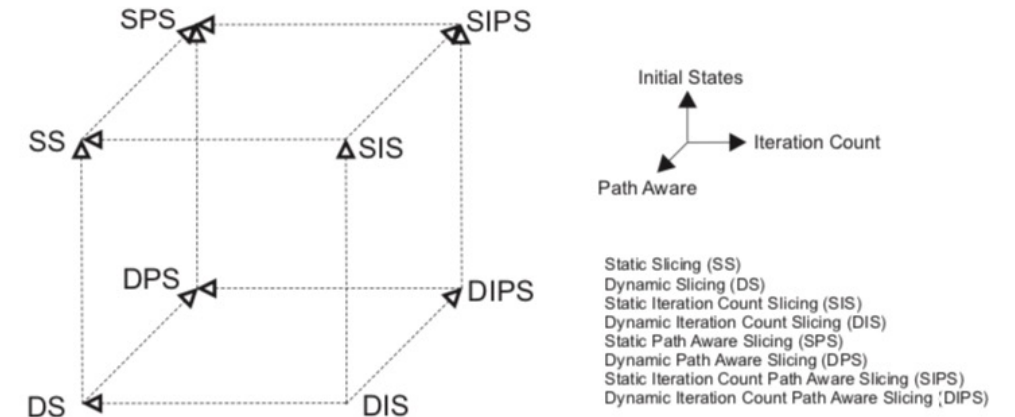 SPS
SIPS
SS
SIS
DPS
DIPS
DS
DIS
Initial States
Iteration Count
Path Aware
Static Slicing (SS)
Dynamic Slicing (DS)
Static Iteration Count Slicing (SIS)
Dynamic Iteration Count Slicing (DIS)
Static Path Aware Slicing (SPS)
Dynamic Path Aware Slicing (DPS)
Static Iteration Count Path Aware Slicing (SIPS)
Dynamic Iteration Count Path Aware Slicing (DIPS)